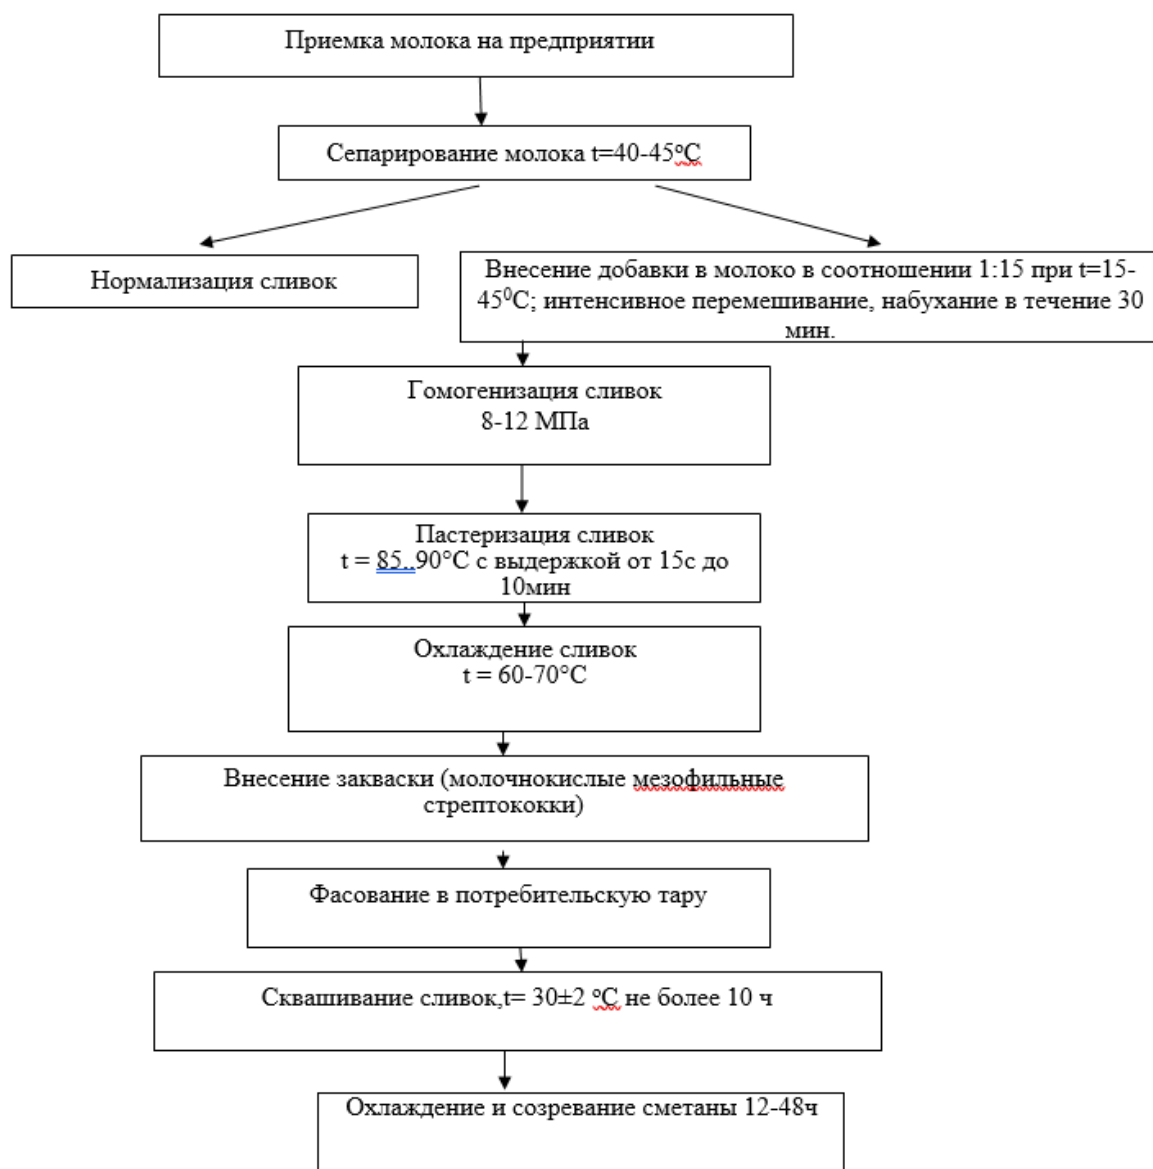 Приемка молока на предприятии
Сепарирование молока t=40-45°С
Нормализация сливок
Внесение добавки в молоко в соотношении 1:15 при t=15-
45⁰С; интенсивное перемешивание, набухание в течение 30
мин.
Гомогенизация сливок
8-12 МПа
Пастеризация сливок
t = 85..90°С с выдержкой от 15с до
10мин
Охлаждение сливок
t = 60-70°С
Внесение закваски (молочнокислые мезофильные
стрептококки)
Фасование в потребительскую тару
Сквашивание сливок,t= 30±2 °С не более 10 ч
Охлаждение и созревание сметаны 12-48ч